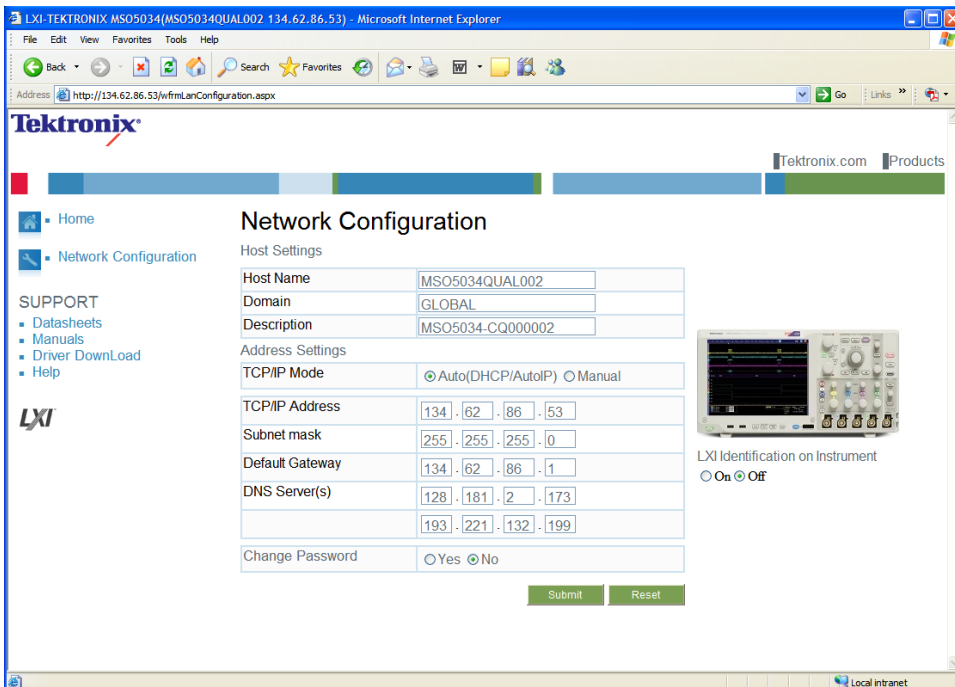 LXI-TEKTRONIX MSO5034(MSO5034QUAL002 134.62.86.53) - Microsoft Internet Explorer
File Edit View Favorites Tools Help
Back Search Favorites
Address http://134.62.86.53/wfrmLanConfiguration.aspx Go Links »
Tektronix
Tektronix.com Products
Home
Network Configuration
SUPPORT
Datasheets
Manuals
Driver DownLoad
Help
LXI
Network Configuration
Host Settings
Host Name MSO5034QUAL002
Domain GLOBAL
Description MSO5034-CQ000002
Address Settings
TCP/IP Mode Auto(DHCP/AutoIP) Manual
TCP/IP Address 134 . 62 . 86 . 53
Subnet mask 255 . 255 . 255 . 0
Default Gateway 134 . 62 . 86 . 1
DNS Server(s) 128 . 181 . 2 . 173
193 . 221 . 132 . 199
Change Password Yes No
Submit Reset
LXI Identification on Instrument
On Off
Local intranet